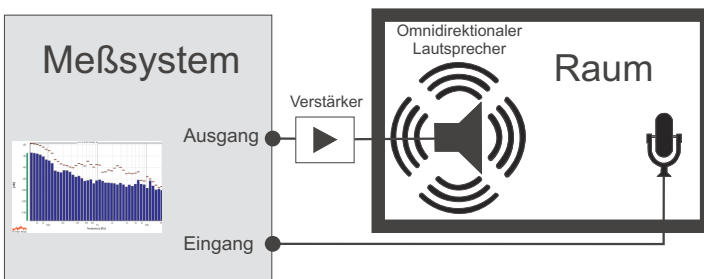 Meßsystem
Omnidirektionaler
Lautsprecher
Raum
Verstärker
Ausgang
Eingang